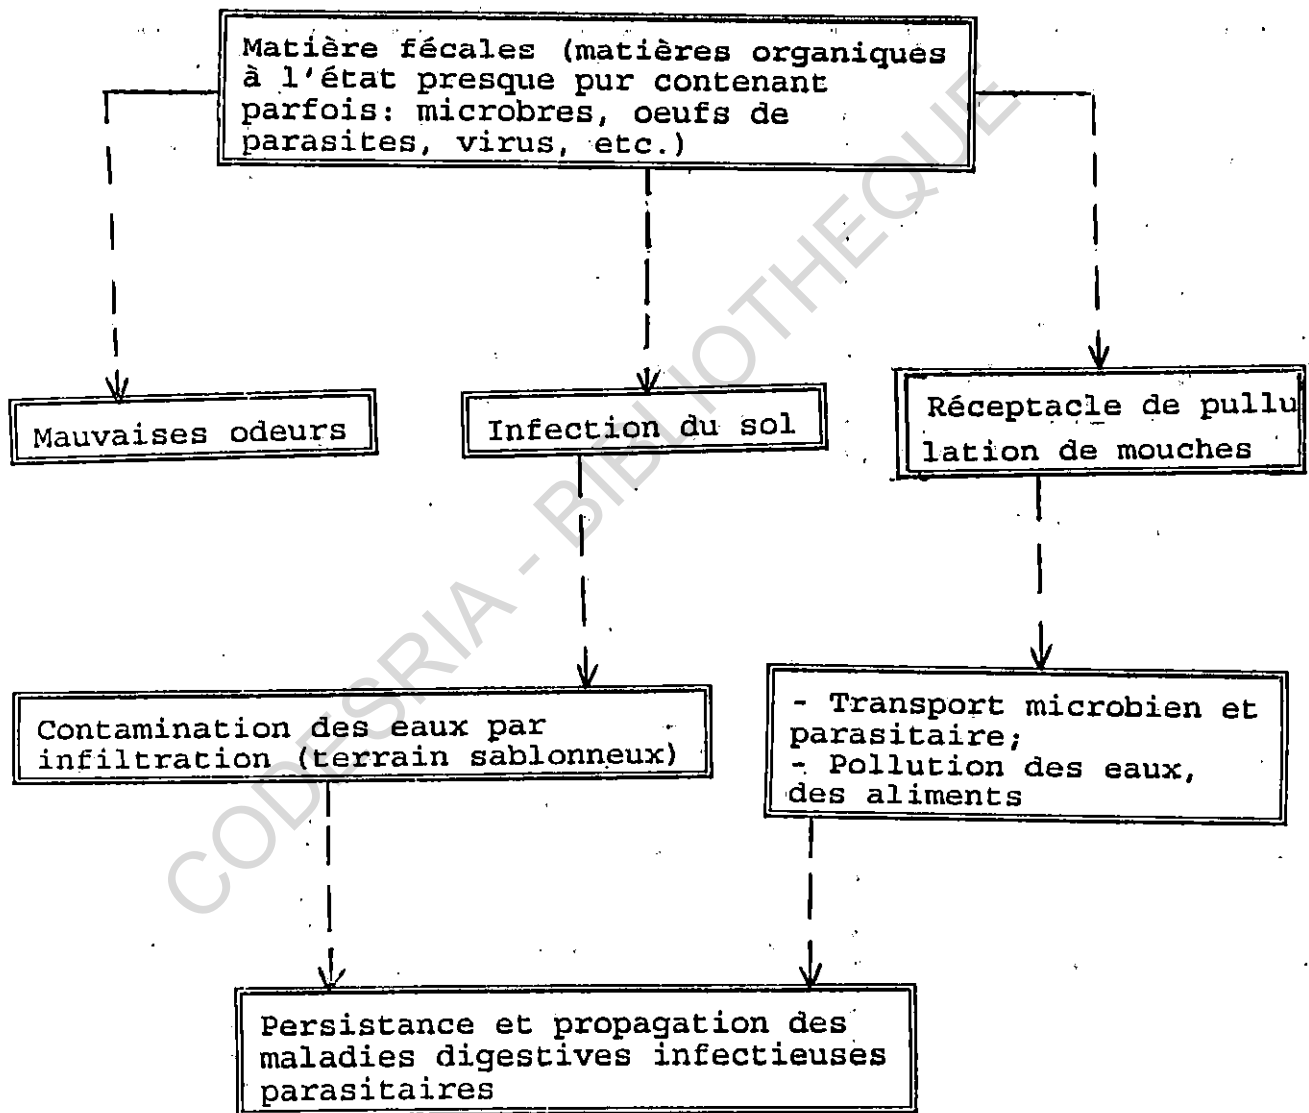 Matière fécales (matières organiques
à l'état presque pur contenant
parfois: microbres, oeufs de
parasites, virus, etc.)
Mauvaises odeurs
Infection du sol
Réceptacle de pullu
lation de mouches
Contamination des eaux par
infiltration (terrain sablonneux)
- Transport microbien et
parasitaire;
- Pollution des eaux,
des aliments
Persistance et propagation des
maladies digestives infectieuses
parasitaires
CODESRIA - BIBLIOTHEQUE